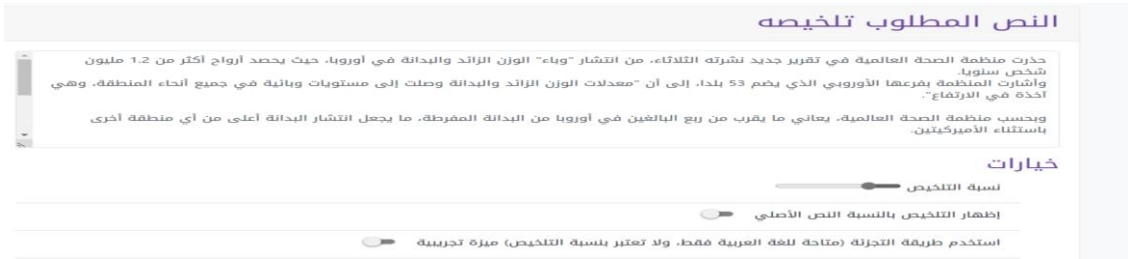 النص المطلوب تلخيصه
حذرت منظمة الصحة العالمية في تقرير جديد نشرته الثلاثاء، من انتشار "وباء" الوزن الزائد والبدانة في أوروبا، حيث يحصد أرواح أكثر من 1.2 مليون
شخص سنويا.
وأشارت المنظمة بفرعها الأوروبي الذي يضم 53 بلدا، إلى أن "معدلات الوزن الزائد والبدانة وصلت إلى مستويات وبائية في جميع أنحاء المنطقة، وهي
آخذة في الارتفاع".
وبحسب منظمة الصحة العالمية، يعاني ما يقرب من ربع البالغين في أوروبا من البدانة المفرطة، ما يجعل انتشار البدانة أعلى من أي منطقة أخرى
باستثناء الأميركيتين.
خيارات
نسبة التلخيص
إظهار التلخيص بالنسبة النص الأصلي
استخدم طريقة التجزئة (متاحة للغة العربية فقط، ولا تعتبر بنسبة التلخيص) ميزة تجريبية